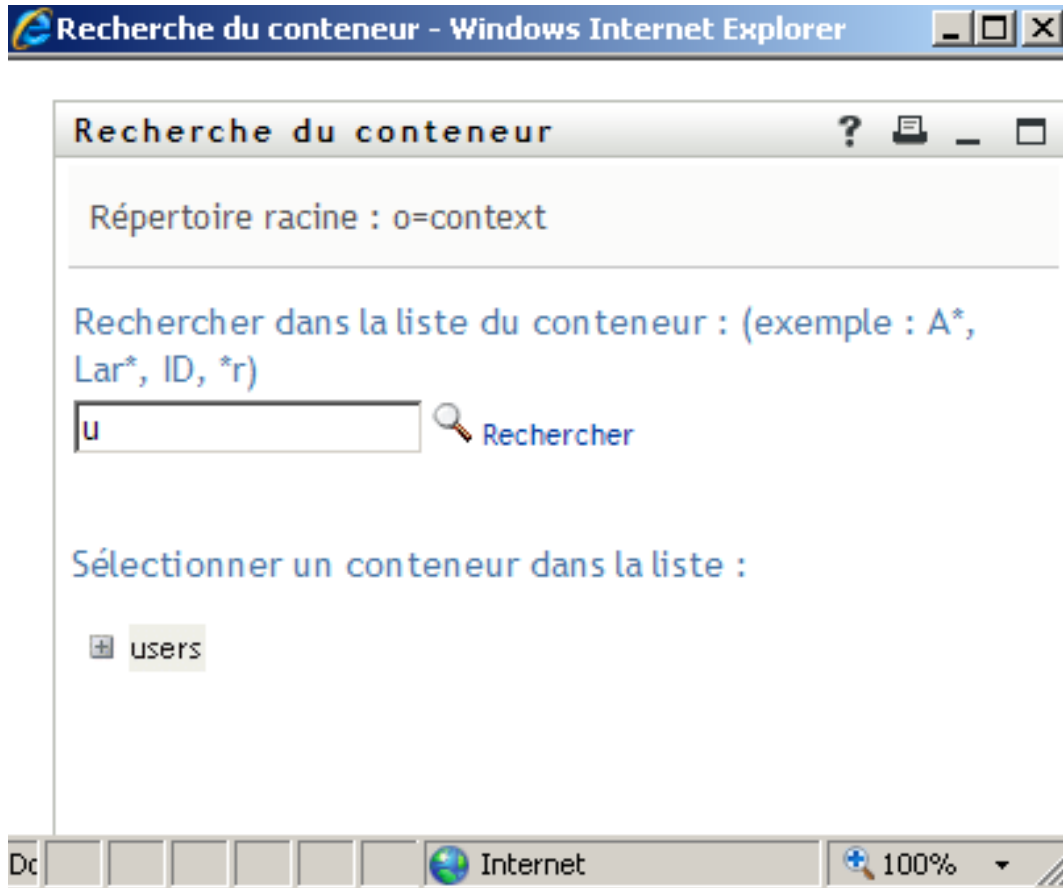 Recherche du conteneur - Windows Internet Explorer
Recherche du conteneur ?
Répertoire racine : o=context
Rechercher dans la liste du conteneur : (exemple : A*,
Lar*, ID, *r)
u Rechercher
Sélectionner un conteneur dans la liste :
users
Internet 100%